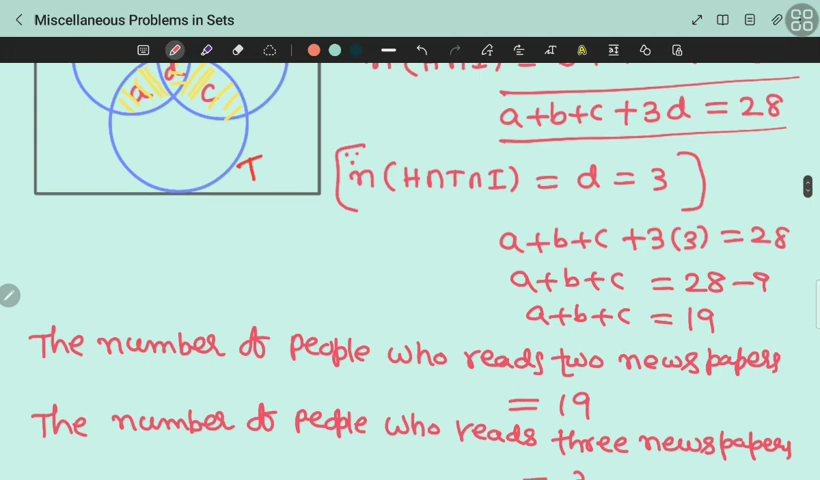 Miscellaneous Problems in Sets
d
a
c
T
a+b+c+3d = 28
[∵ n(H∩T∩I) = d = 3]
a+b+c+3(3) = 28
a+b+c = 28-9
a+b+c = 19
The number of people who reads two newspapers
= 19
The number of people who reads three newspapers